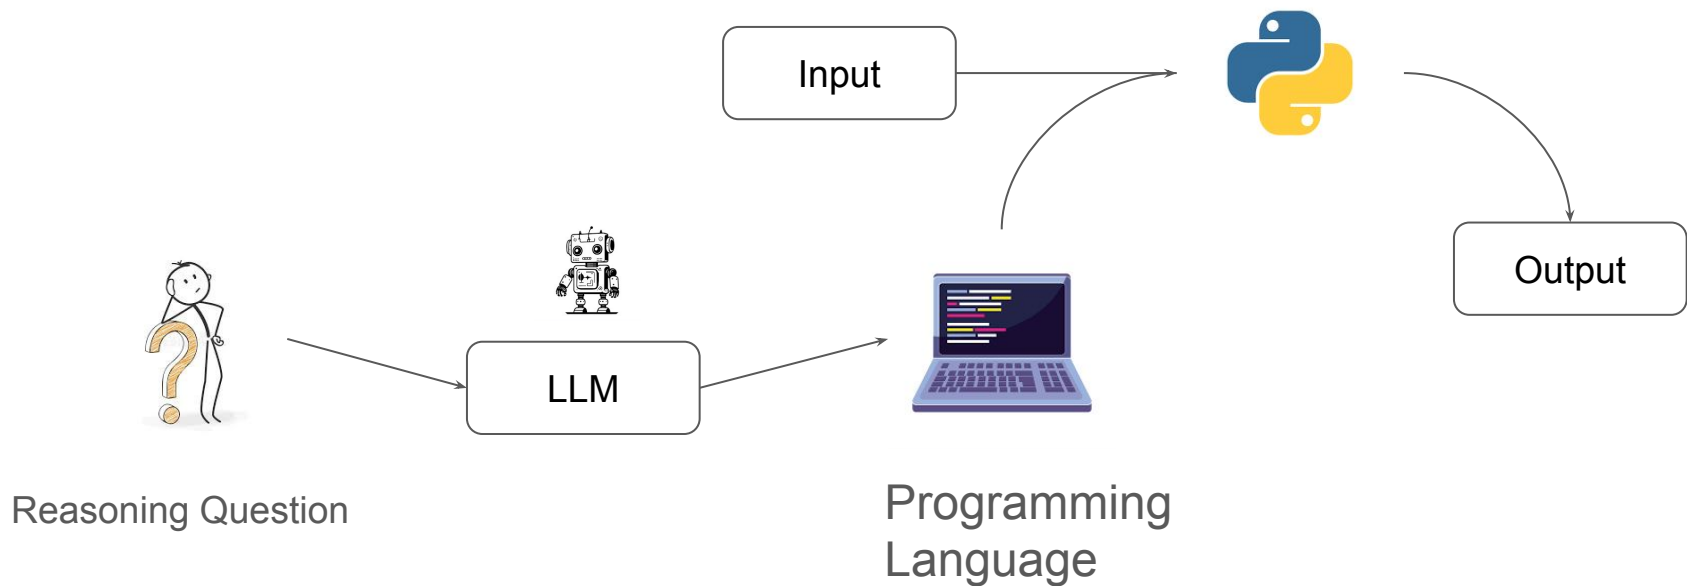 Input
Output
LLM
Reasoning Question
Programming
Language